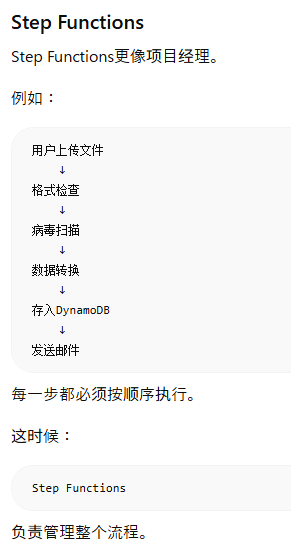 Step Functions
Step Functions更像项目经理。
例如：
用户上传文件
↓
格式检查
↓
病毒扫描
↓
数据转换
↓
存入DynamoDB
↓
发送邮件
每一步都必须按顺序执行。
这时候：
Step Functions
负责管理整个流程。